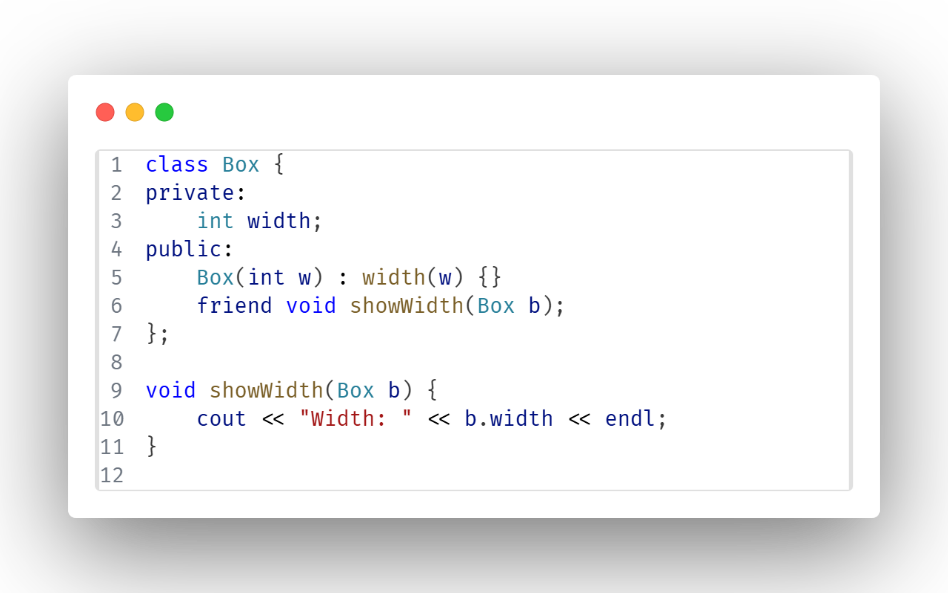 1 class Box {
2 private:
3     int width;
4 public:
5     Box(int w) : width(w) {}
6     friend void showWidth(Box b);
7 };
8
9 void showWidth(Box b) {
10     cout << "Width: " << b.width << endl;
11 }
12